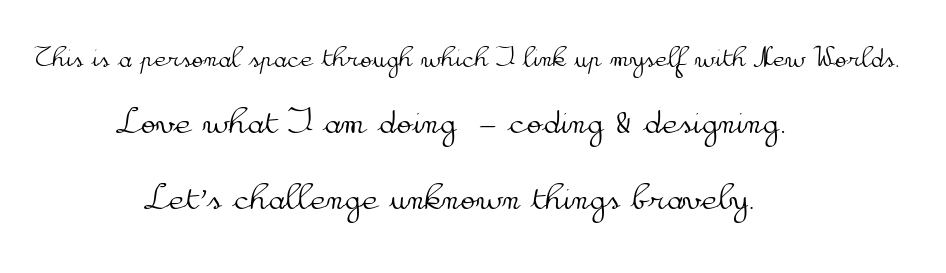 This is a personal space through which I link up myself with New Worlds.
Love what I am doing – coding & designing.
Let's challenge unknown things braveby.